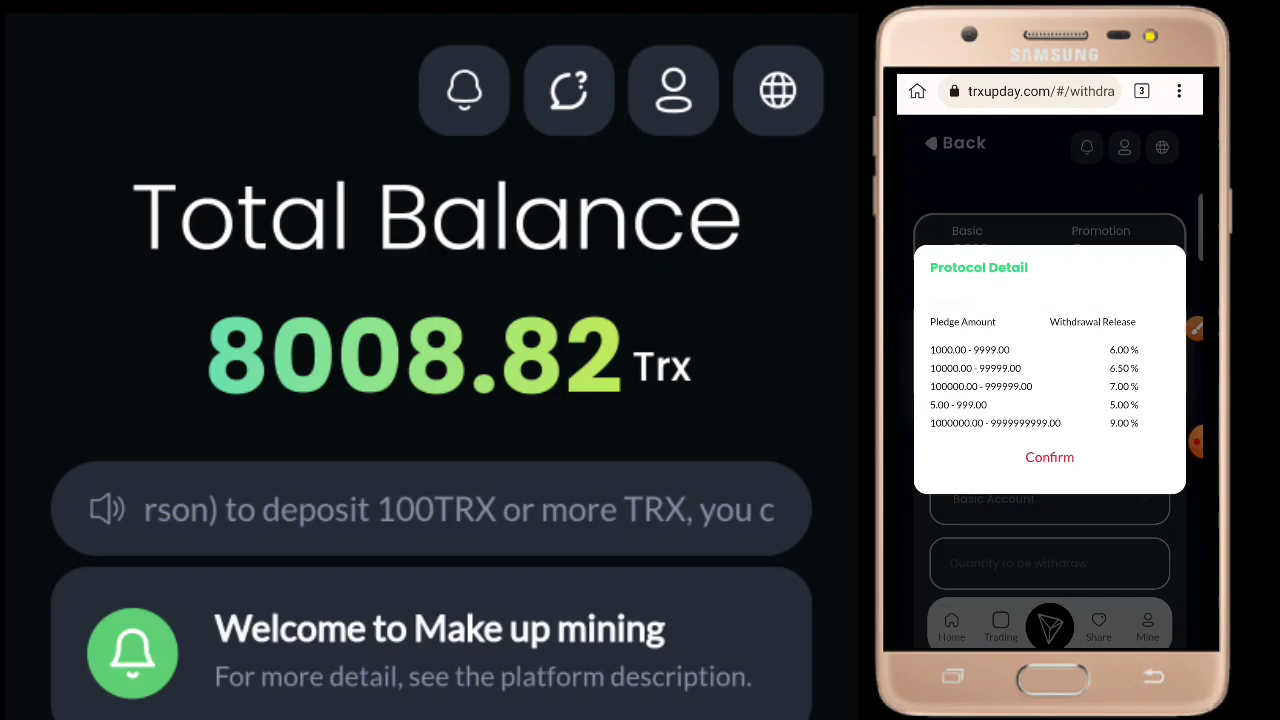 Total Balance
8008.82 Trx
rson) to deposit 100TRX or more TRX, you c
Welcome to Make up mining
For more detail, see the platform description.
SAMSUNG
trxupday.com/#/withdra 3
Back
Basic Promotion
Protocol Detail
Pledge Amount Withdrawal Release
1000.00 - 9999.00 6.00 %
10000.00 - 99999.00 6.50 %
100000.00 - 999999.00 7.00 %
5.00 - 999.00 5.00 %
1000000.00 - 9999999999.00 9.00 %
Confirm
Basic Account
Quantity to be withdraw
Home Trading Share Mine